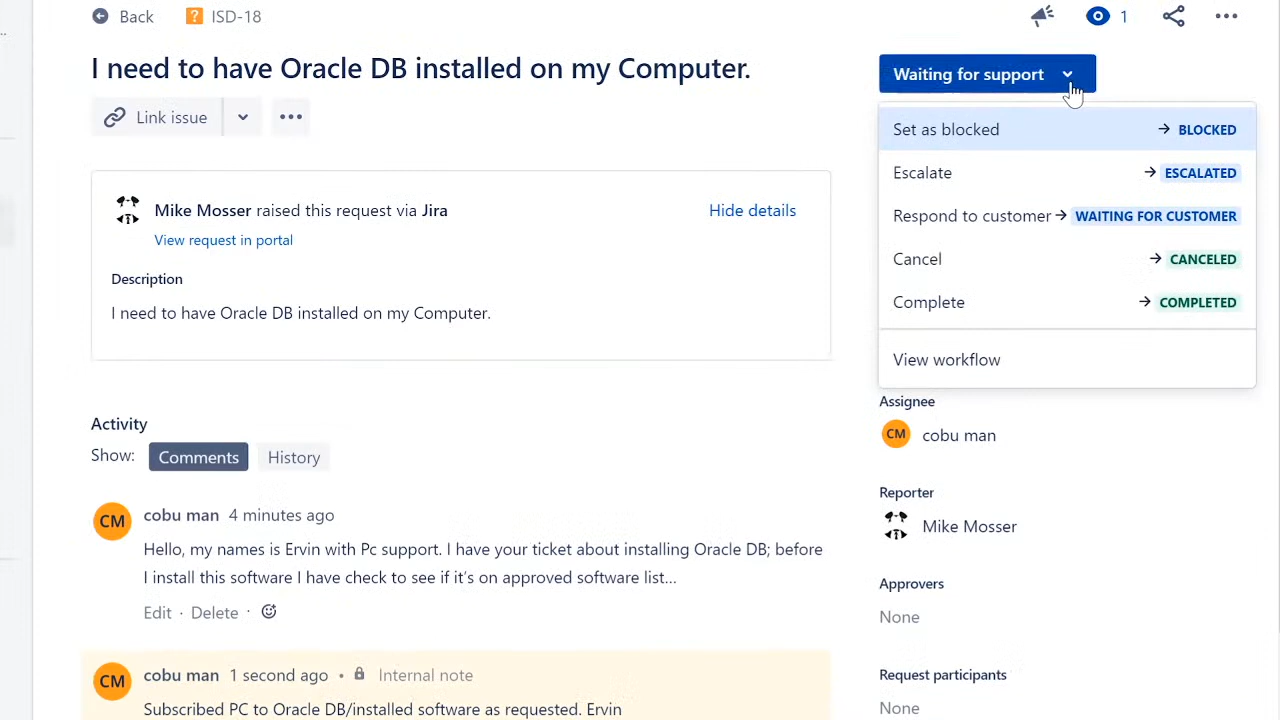 Back
ISD-18
1
I need to have Oracle DB installed on my Computer.
Waiting for support
Link issue
Set as blocked → BLOCKED
Escalate → ESCALATED
Respond to customer → WAITING FOR CUSTOMER
Cancel → CANCELED
Complete → COMPLETED
View workflow
Mike Mosser raised this request via Jira
Hide details
View request in portal
Description
I need to have Oracle DB installed on my Computer.
Assignee
CM cobu man
Reporter
Mike Mosser
Approvers
None
Request participants
None
Activity
Show: Comments History
CM cobu man 4 minutes ago
Hello, my names is Ervin with Pc support. I have your ticket about installing Oracle DB; before
I install this software I have check to see if it's on approved software list...
Edit · Delete ·
CM cobu man 1 second ago • Internal note
Subscribed PC to Oracle DB/installed software as requested. Ervin